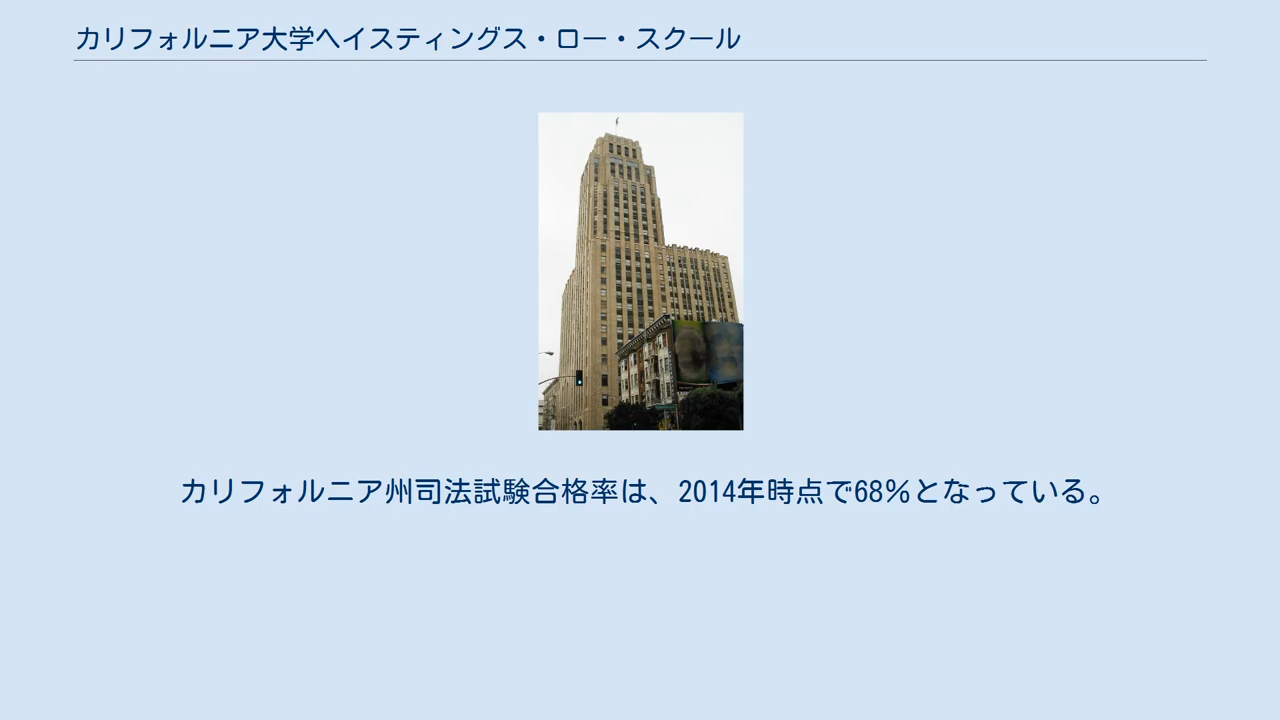 カリフォルニア大学ヘイスティングス・ロー・スクール
カリフォルニア州司法試験合格率は、2014年時点で68%となっている。